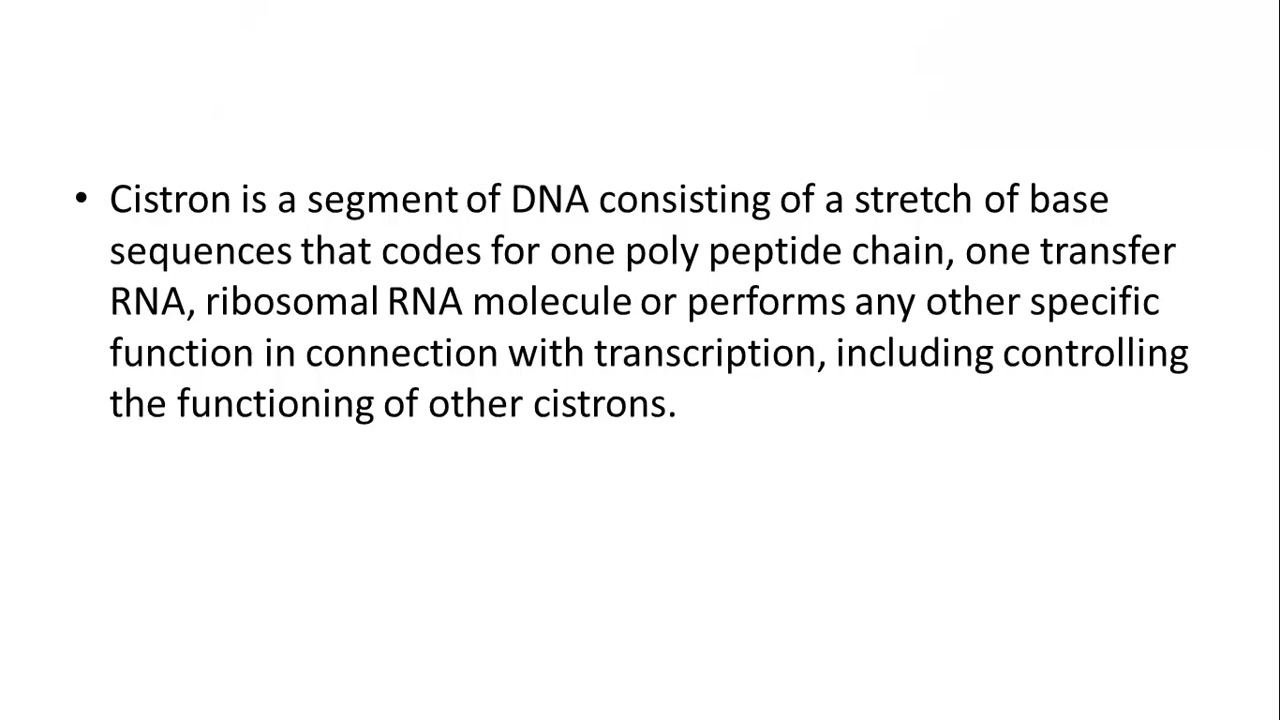 • Cistron is a segment of DNA consisting of a stretch of base
sequences that codes for one poly peptide chain, one transfer
RNA, ribosomal RNA molecule or performs any other specific
function in connection with transcription, including controlling
the functioning of other cistrons.